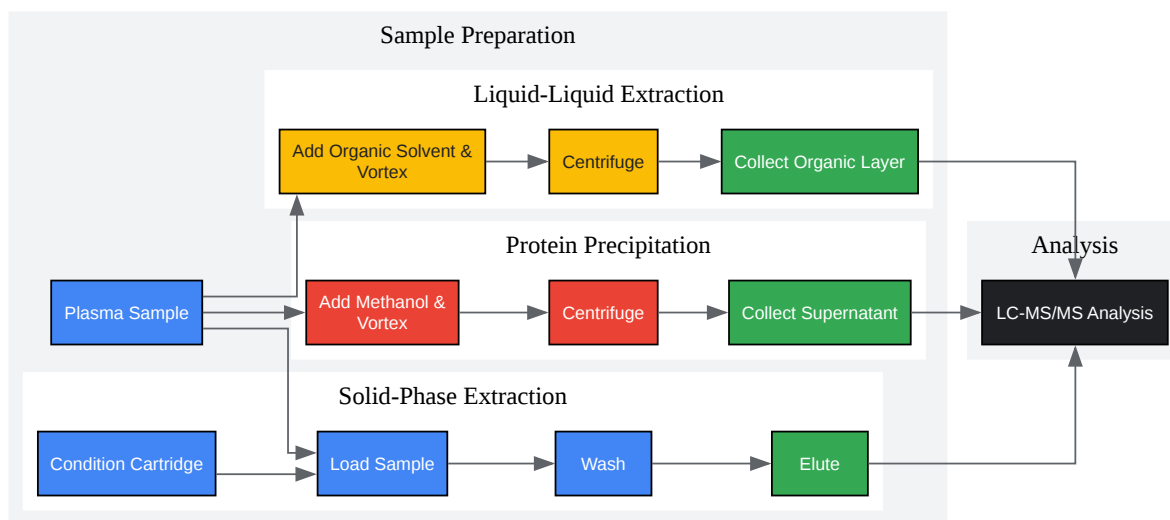 Sample Preparation
Liquid-Liquid Extraction
Add Organic Solvent &
Vortex
Centrifuge
Collect Organic Layer
Protein Precipitation
Analysis
Plasma Sample
Add Methanol &
Vortex
Centrifuge
Collect Supernatant
LC-MS/MS Analysis
Solid-Phase Extraction
Condition Cartridge
Load Sample
Wash
Elute